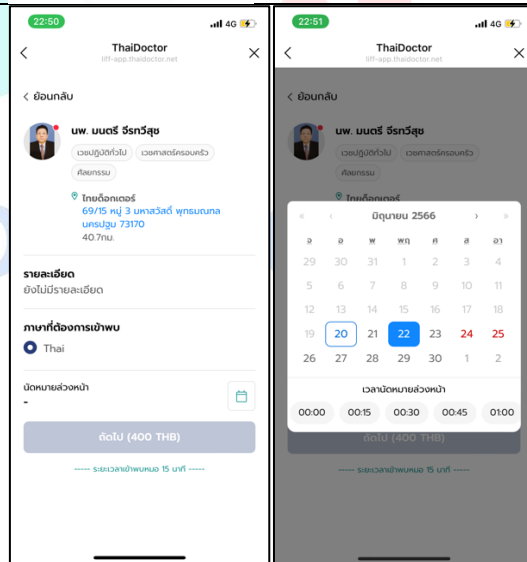 22:50
4G
ThaiDoctor
liff-app.thaidoctor.net
ย้อนกลับ
นพ. มนตรี จีรทวีสุข
เวชปฏิบัติทั่วไป
เวชศาสตร์ครอบครัว
ศัลยกรรม
ไทยด็อกเตอร์
69/15 หมู่ 3 มหาสวัสดิ์ พุทธมณฑล
นครปฐม 73170
40.7กม.
รายละเอียด
ยังไม่มีรายละเอียด
ภาษาที่ต้องการเข้าพบ
Thai
นัดหมายล่วงหน้า
-
ถัดไป (400 THB)
----- ระยะเวลาเข้าพบหมอ 15 นาที -----
22:51
4G
ThaiDoctor
liff-app.thaidoctor.net
ย้อนกลับ
นพ. มนตรี จีรทวีสุข
เวชปฏิบัติทั่วไป
เวชศาสตร์ครอบครัว
ศัลยกรรม
ไทยด็อกเตอร์
« ‹ มิถุนายน 2566 › »
จ อ พ พฤ ศ ส อา
29 30 31 1 2 3 4
5 6 7 8 9 10 11
12 13 14 15 16 17 18
19 20 21 22 23 24 25
26 27 28 29 30 1 2
เวลานัดหมายล่วงหน้า
00:00 00:15 00:30 00:45 01:00
ถัดไป (400 THB)
----- ระยะเวลาเข้าพบหมอ 15 นาที -----